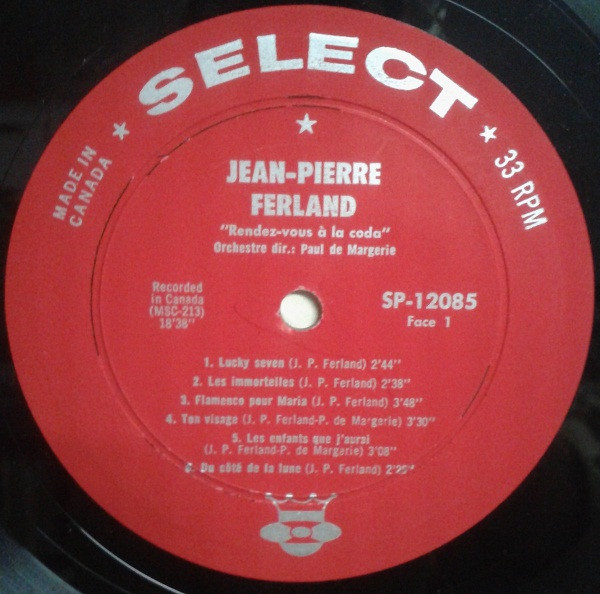 SELECT
MADE IN
CANADA
33 RPM
JEAN-PIERRE
FERLAND
"Rendez-vous à la coda"
Orchestre dir.: Paul de Margerie
Recorded
in Canada
(MSC-213)
18'38"
SP-12085
Face 1
1. Lucky seven (J. P. Ferland) 2'44"
2. Les immortelles (J. P. Ferland) 2'38"
3. Flamenco pour Maria (J. P. Ferland) 3'48"
4. Ton visage (J. P. Ferland-P. de Margerie) 3'30"
5. Les enfants que j'aurai
(J. P. Ferland-P. de Margerie) 3'08"
6. Du côté de la lune (J. P. Ferland)